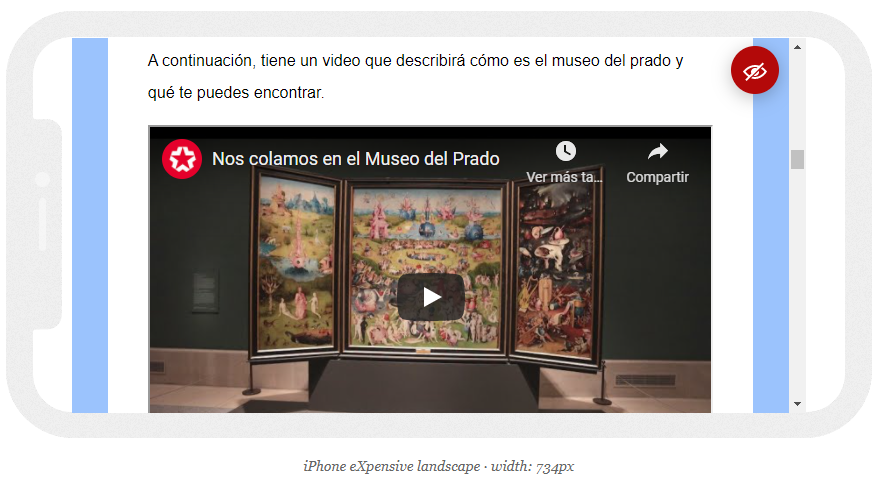 A continuación, tiene un video que describirá cómo es el museo del prado y
qué te puedes encontrar.
Nos colamos en el Museo del Prado
Ver más ta...
Compartir
iPhone eXpensive landscape · width: 734px